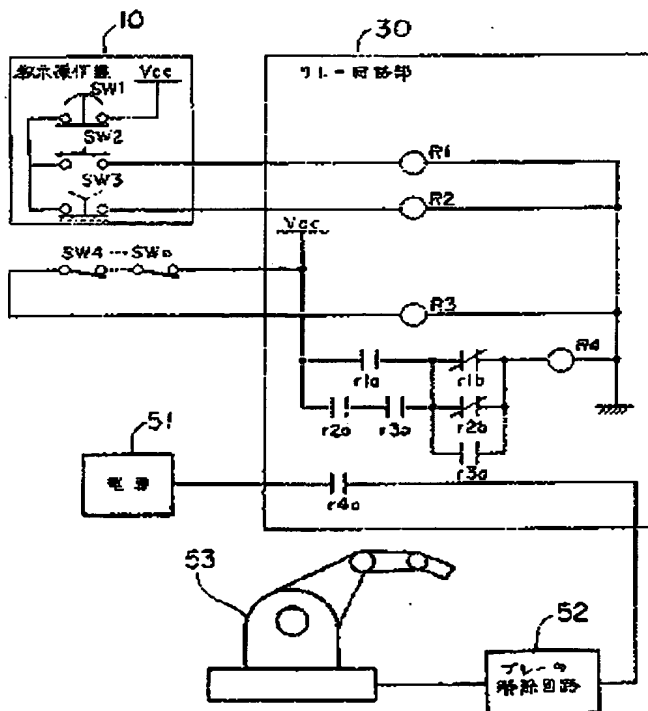 10
30
教示操作盤
Vcc
リレー回路部
SW1
SW2
R1
SW3
R2
Vcc
SW4 … SWn
R3
R4
r1a
r1b
r2a
r3a
r2b
r3a
51
電源
r4a
53
52
ブレーキ
解除回路